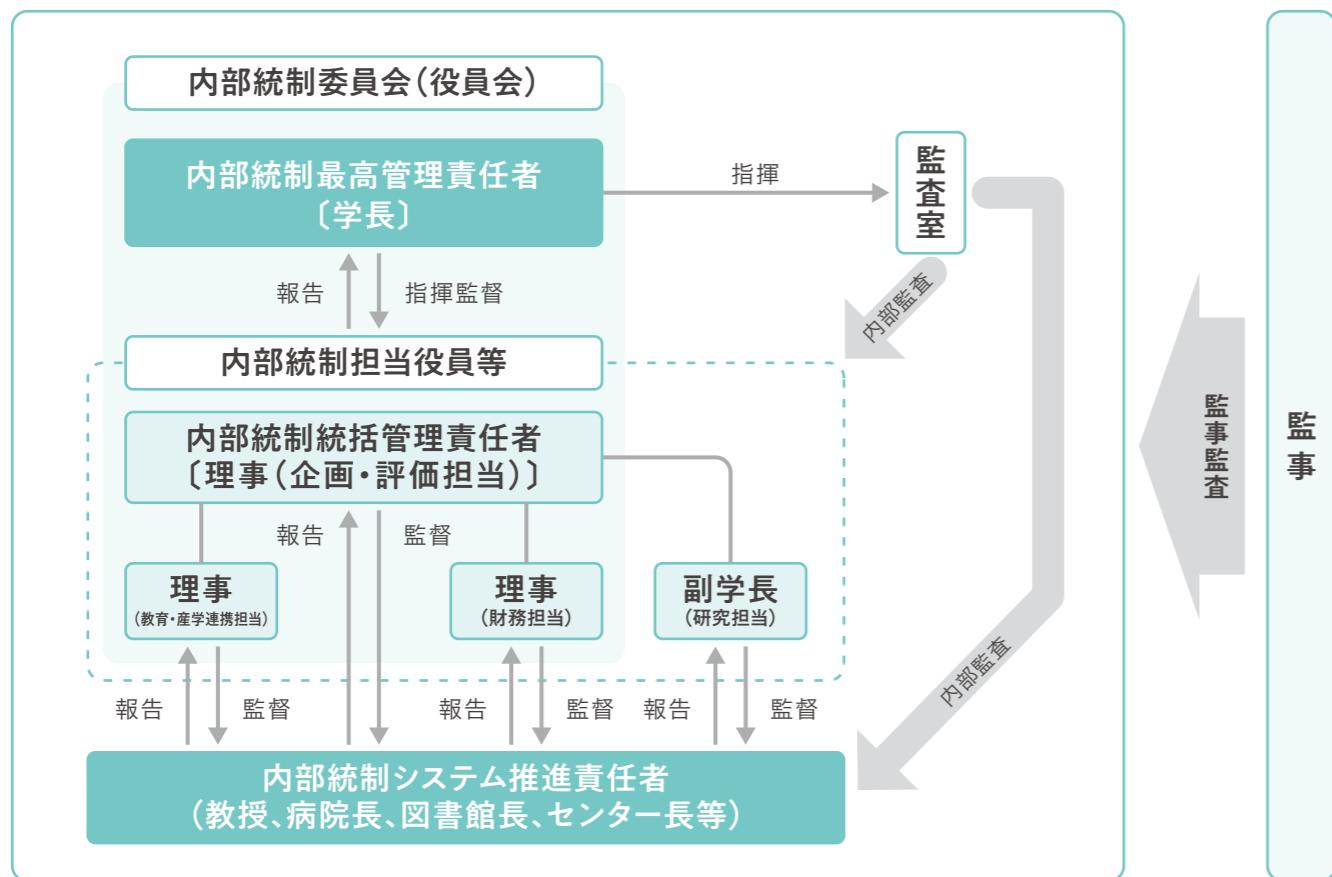 内部統制委員会（役員会）
内部統制最高管理責任者
〔学長〕
指揮
監査室
報告
指揮監督
内部監査
内部統制担当役員等
内部統制統括管理責任者
〔理事（企画・評価担当）〕
報告
監督
理事
（教育・産学連携担当）
理事
（財務担当）
副学長
（研究担当）
報告
監督
報告
監督
報告
監督
内部監査
内部統制システム推進責任者
（教授、病院長、図書館長、センター長等）
監事監査
監事